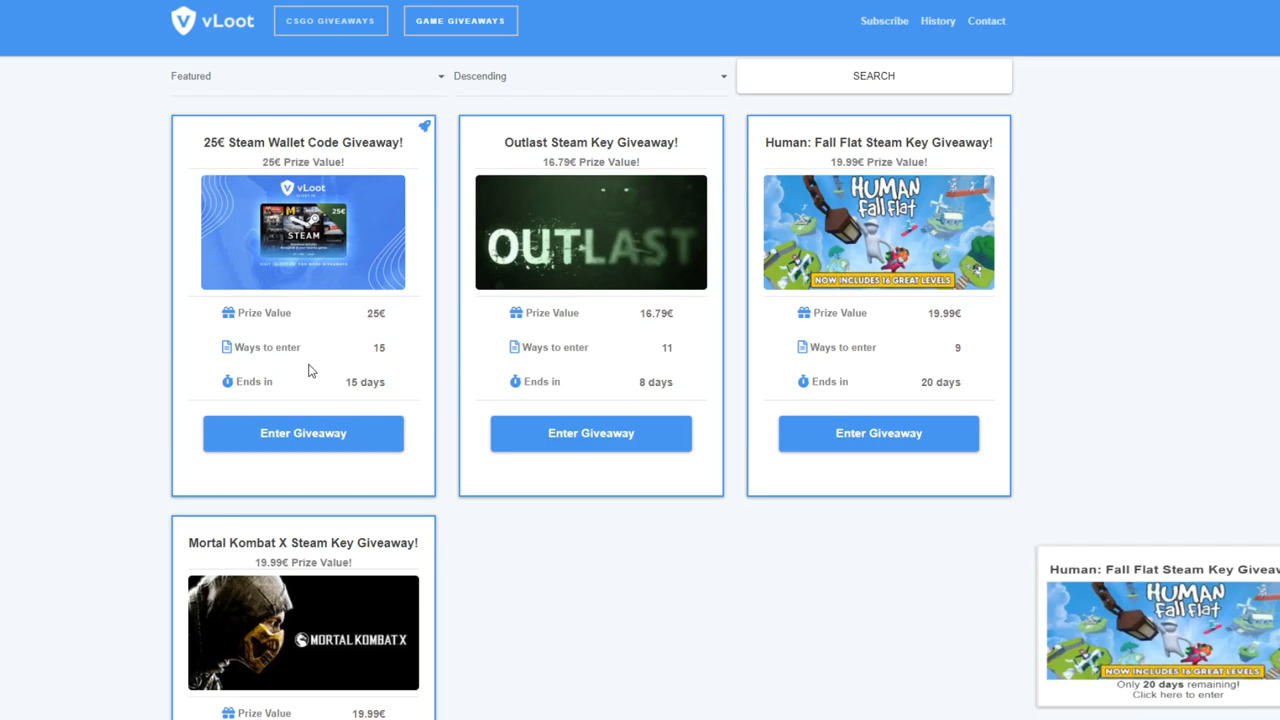 vLoot
CSGO GIVEAWAYS
GAME GIVEAWAYS
Subscribe
History
Contact
Featured
Descending
SEARCH
25€ Steam Wallet Code Giveaway!
25€ Prize Value!
vLoot
25€
STEAM
Prize Value
25€
Ways to enter
15
Ends in
15 days
Enter Giveaway
Outlast Steam Key Giveaway!
16.79€ Prize Value!
OUTLAST
Prize Value
16.79€
Ways to enter
11
Ends in
8 days
Enter Giveaway
Human: Fall Flat Steam Key Giveaway!
19.99€ Prize Value!
HUMAN
fall flat
NOW INCLUDES 16 GREAT LEVELS
Prize Value
19.99€
Ways to enter
9
Ends in
20 days
Enter Giveaway
Mortal Kombat X Steam Key Giveaway!
19.99€ Prize Value!
MORTAL KOMBAT X
Prize Value
19.99€
Human: Fall Flat Steam Key Giveaw
HUMAN
fall flat
NOW INCLUDES 16 GREAT LEVELS
Only 20 days remaining!
Click here to enter